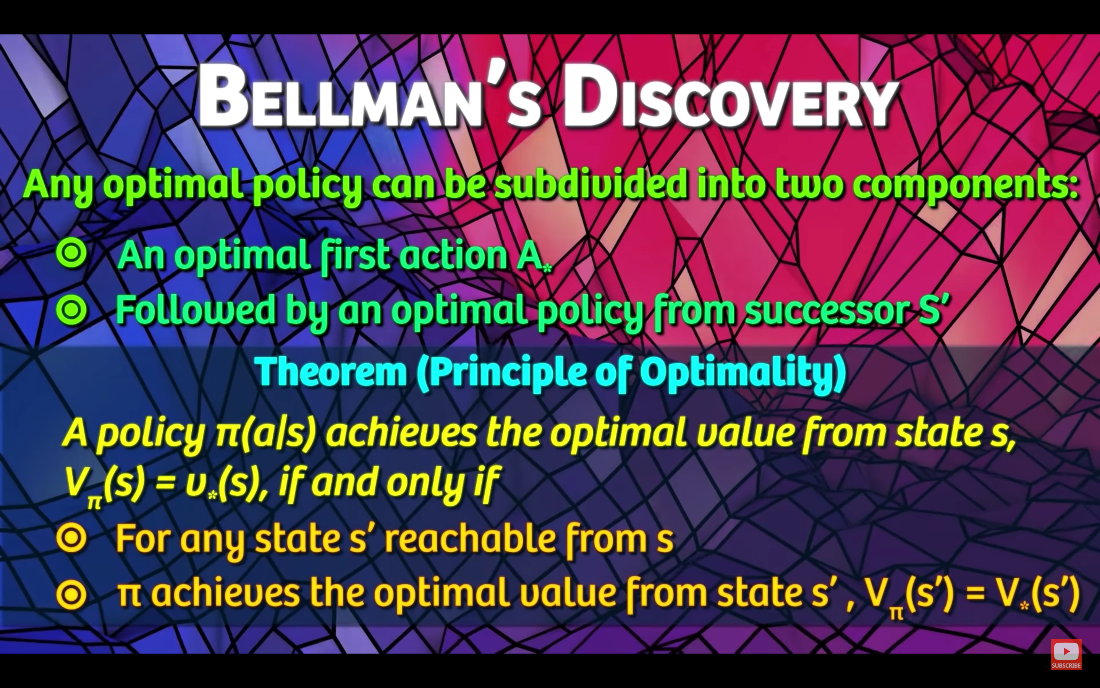 Bellman's Discovery
Any optimal policy can be subdivided into two components:
An optimal first action A*
Followed by an optimal policy from successor S'
Theorem (Principle of Optimality)
A policy π(a|s) achieves the optimal value from state s,
Vπ(s) = υ*(s), if and only if
For any state s' reachable from s
π achieves the optimal value from state s' , Vπ(s') = V*(s')
SUBSCRIBE